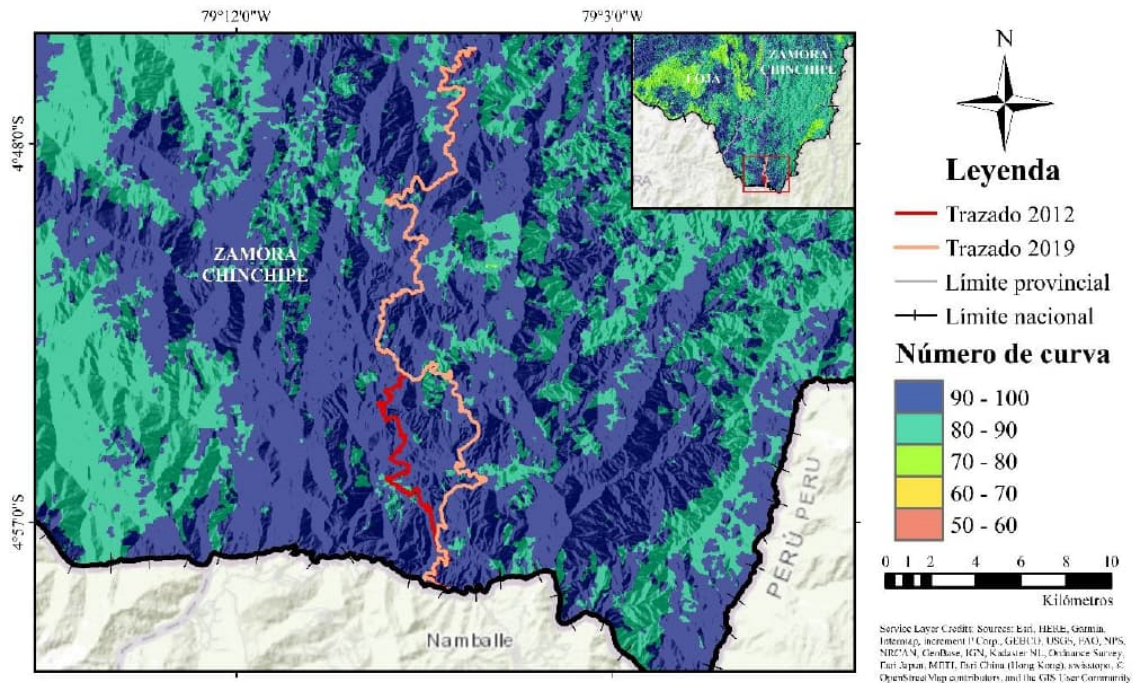 79°12'0"W
79°3'0"W
4°48'0"S
4°57'0"S
ZAMORA
CHINCHIPE
LOJA
ZAMORA
CHINCHIPE
Namballe
PERÚ PERU
N
Leyenda
Trazado 2012
Trazado 2019
Límite provincial
Límite nacional
Número de curva
90 - 100
80 - 90
70 - 80
60 - 70
50 - 60
0 1 2 4 6 8 10
Kilómetros
Service Layer Credits: Sources: Esri, HERE, Garmin,
Intermap, increment P Corp., GEBCO, USGS, FAO, NPS,
NRCAN, GeoBase, IGN, Kadaster NL, Ordnance Survey,
Esri Japan, METI, Esri China (Hong Kong), swisstopo, ©
OpenStreetMap contributors, and the GIS User Community